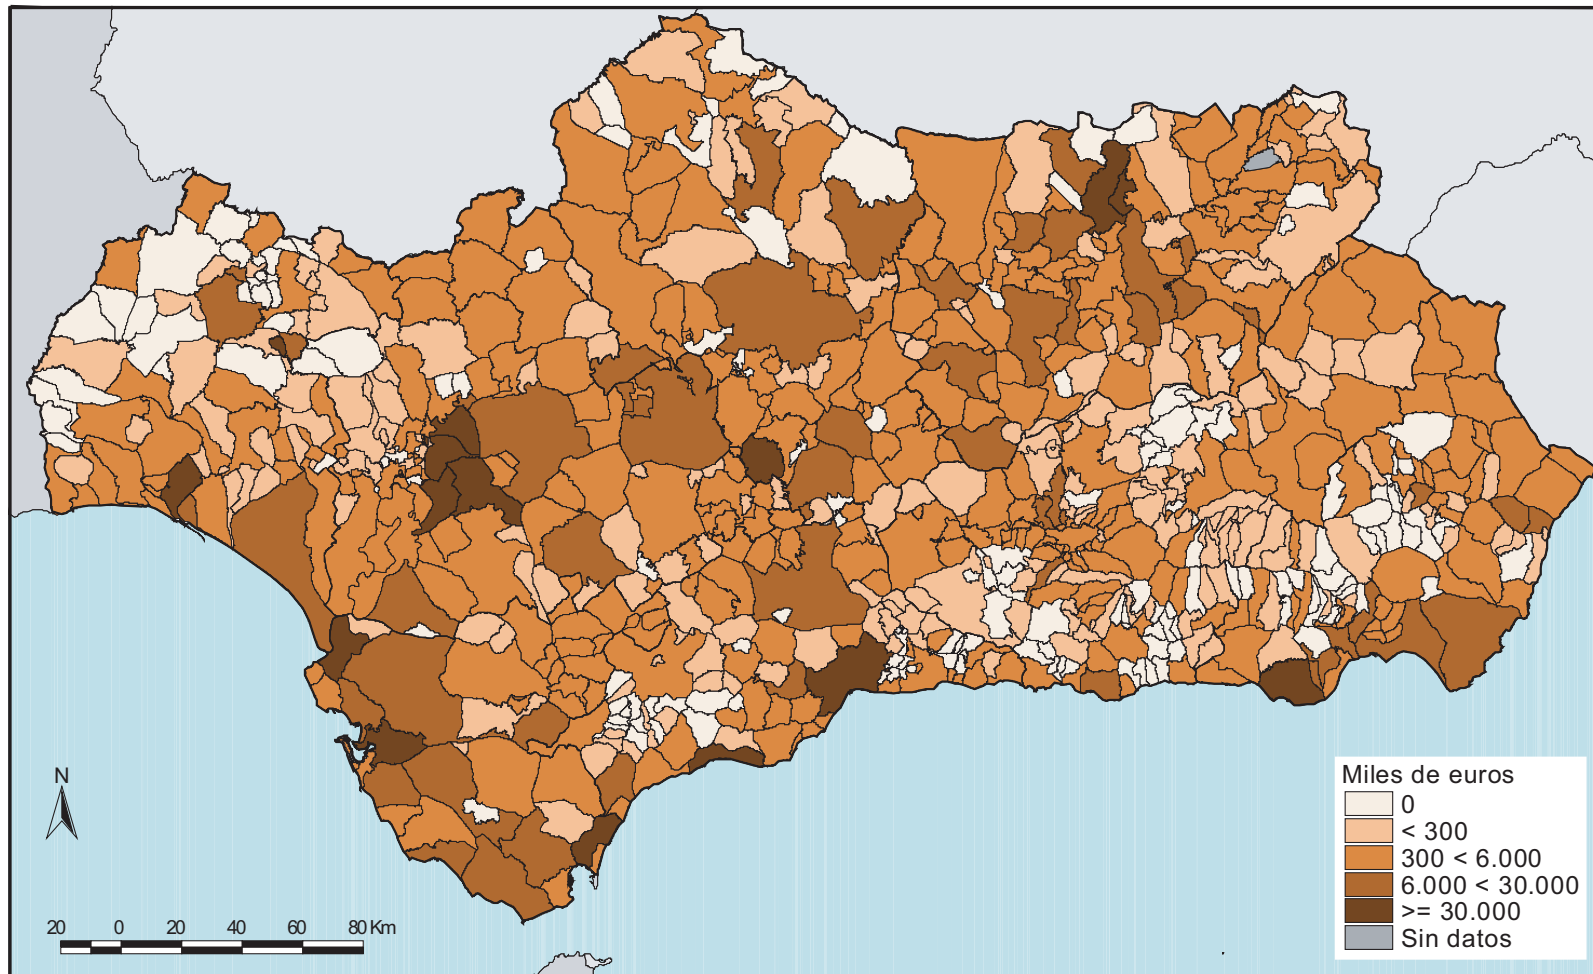 N
20 0 20 40 60 80 Km
Miles de euros
0
< 300
300 < 6.000
6.000 < 30.000
>= 30.000
Sin datos